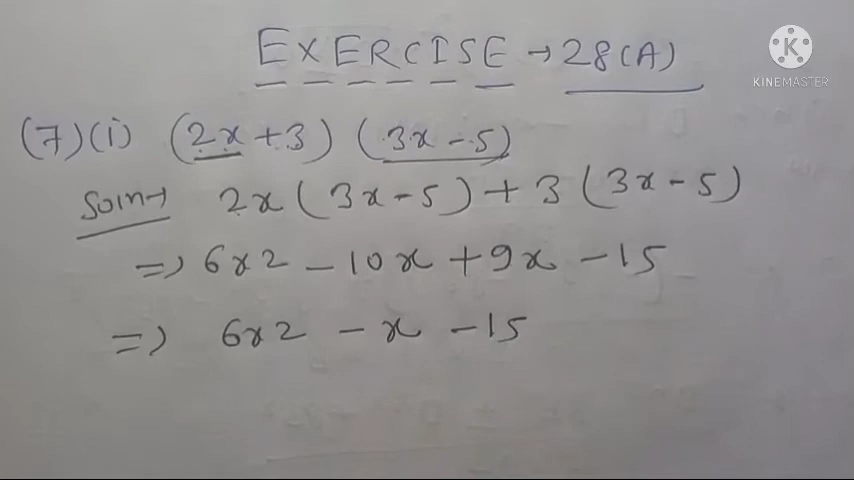 EXERCISE → 28(A)
K
KINEMASTER
(7)(i) (2x+3) (3x-5)
Soln→ 2x(3x-5)+3(3x-5)
=> 6x2 -10x +9x -15
=> 6x2 -x -15